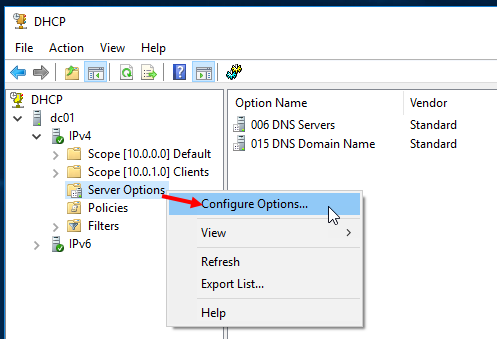 DHCP
File Action View Help
DHCP
dc01
IPv4
Scope [10.0.0.0] Default
Scope [10.0.1.0] Clients
Server Options
Policies
Filters
IPv6
Option Name Vendor
006 DNS Servers Standard
015 DNS Domain Name Standard
Configure Options...
View
Refresh
Export List...
Help